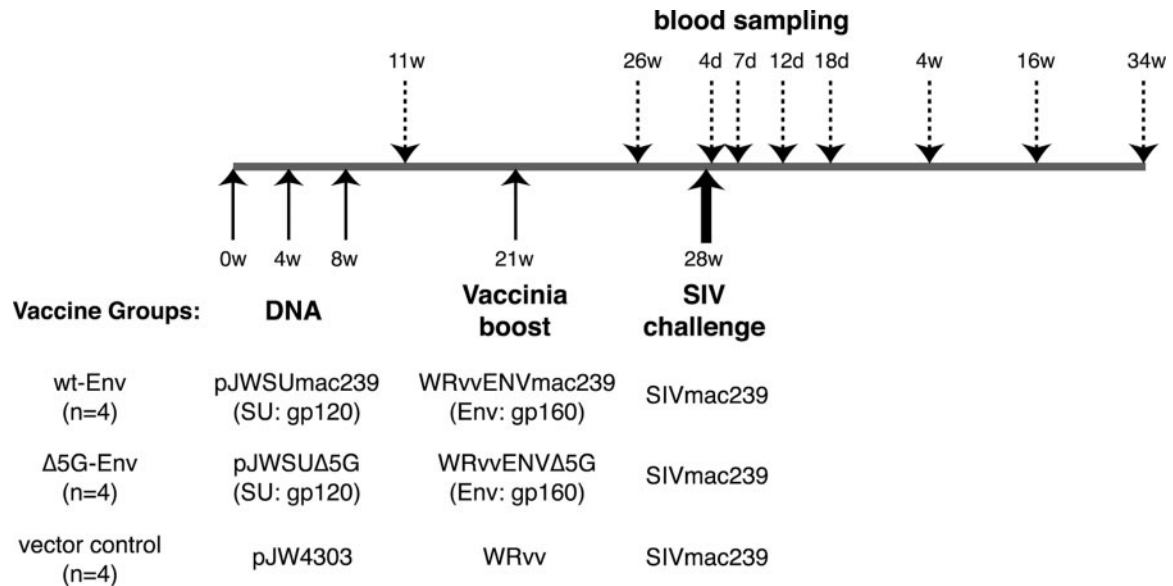 blood sampling
11w 26w 4d 7d 12d 18d 4w 16w 34w
0w 4w 8w 21w 28w
Vaccine Groups: DNA Vaccinia boost SIV challenge
wt-Env (n=4) pJWSUmac239 (SU: gp120) WRvvENVmac239 (Env: gp160) SIVmac239
Δ5G-Env (n=4) pJWSUΔ5G (SU: gp120) WRvvENVΔ5G (Env: gp160) SIVmac239
vector control (n=4) pJW4303 WRvv SIVmac239